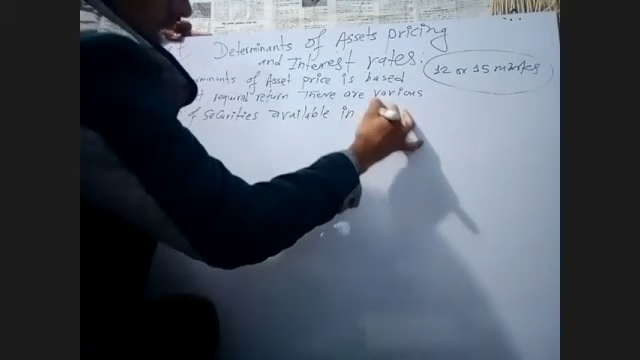 Determinants of Assets pricing
and Interest rates.
12 or 15 marks
minants of Asset price is based
required return There are various
of securities available in